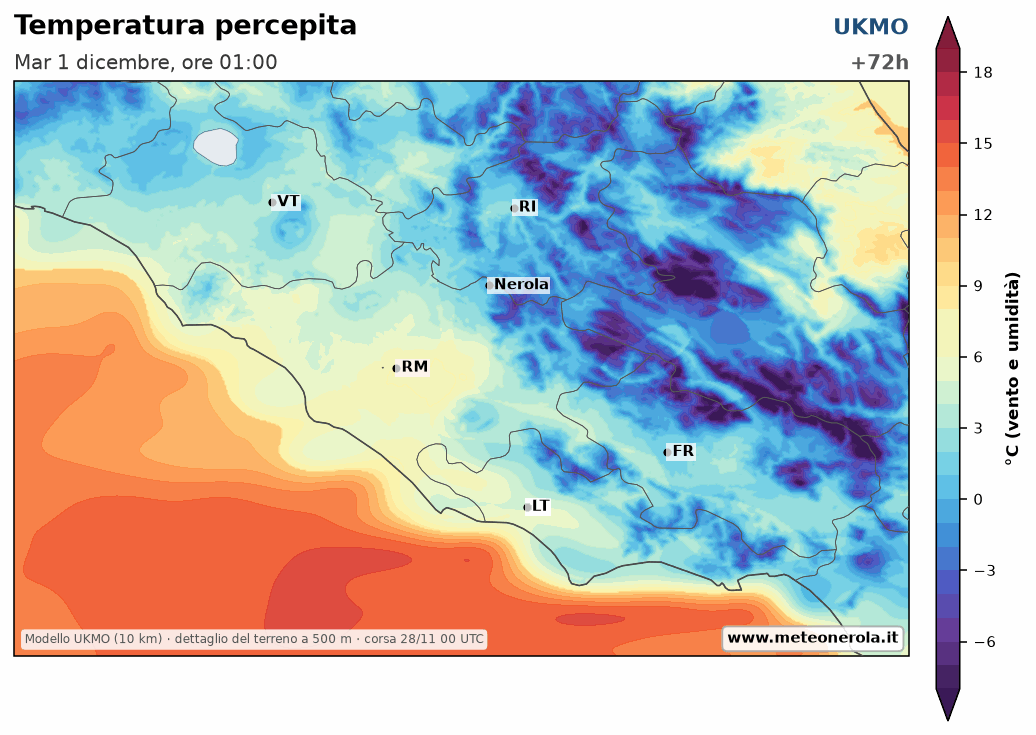 Temperatura percepita
UKMO
Mar 1 dicembre, ore 01:00
+72h
18
15
12
9
6
3
0
−3
−6
°C (vento e umidità)
VT
RI
Nerola
RM
FR
LT
Modello UKMO (10 km) · dettaglio del terreno a 500 m · corsa 28/11 00 UTC
www.meteonerola.it